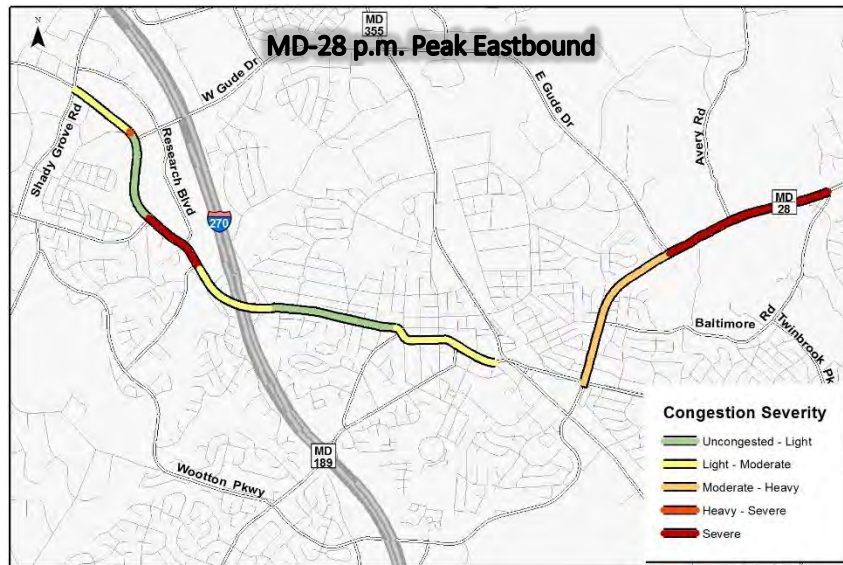 MD-28 p.m. Peak Eastbound
N
MD
355
W Gude Dr
E Gude Dr
Shady Grove Rd
Research Blvd
Avery Rd
MD
28
270
Baltimore Rd
Twinbrook Pk
MD
189
Wootton Pkwy
Congestion Severity
Uncongested - Light
Light - Moderate
Moderate - Heavy
Heavy - Severe
Severe